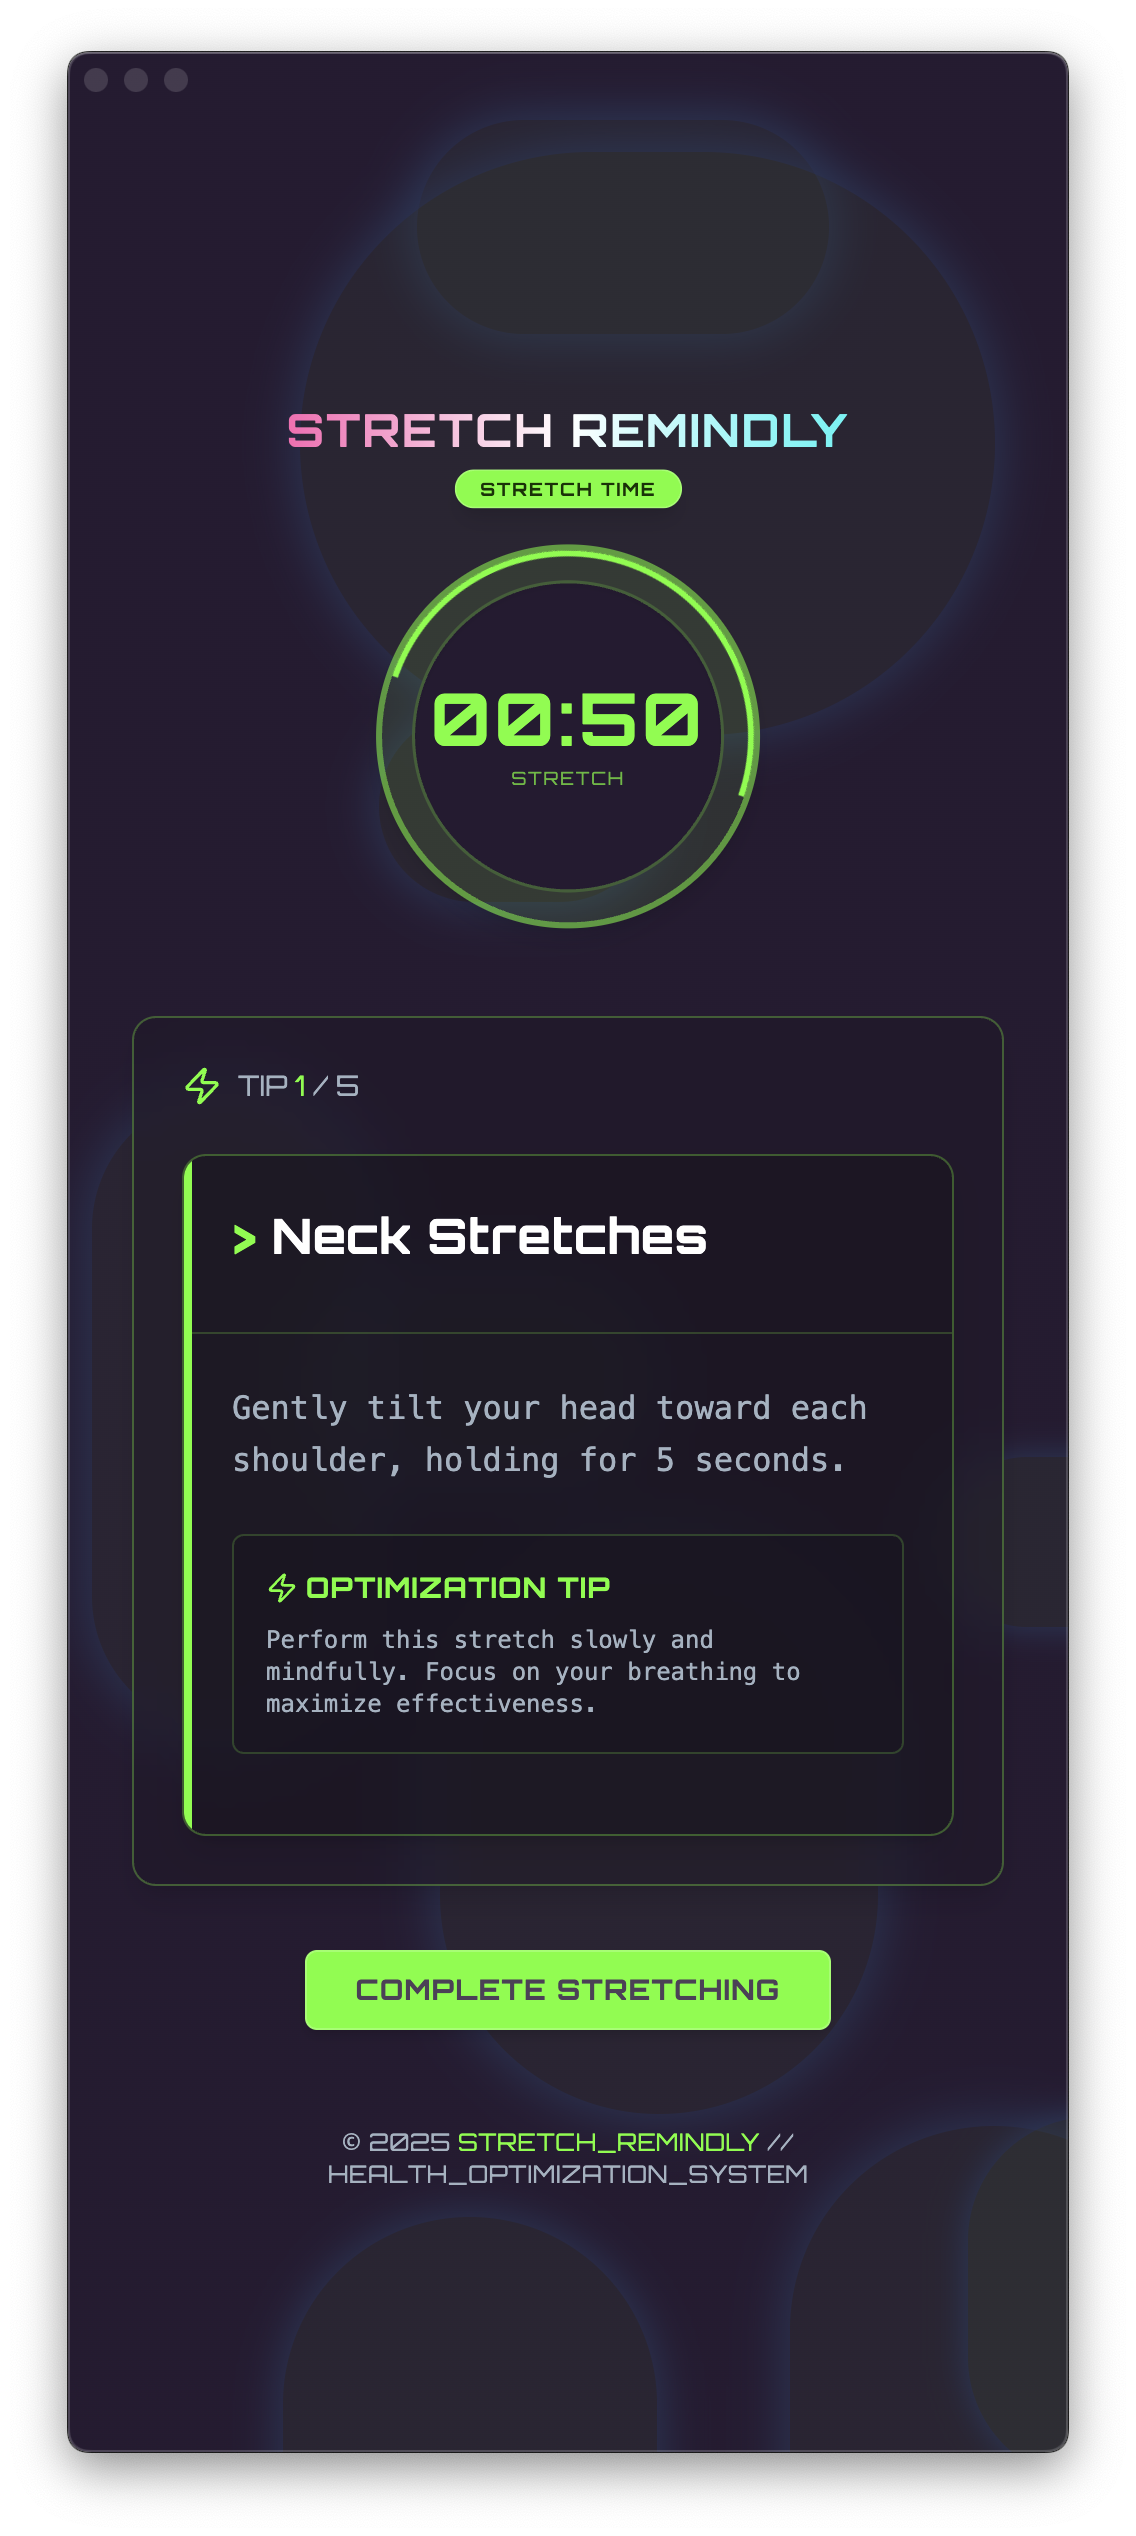 STRETCH REMINDLY
STRETCH TIME
00:50
STRETCH
TIP 1 / 5
> Neck Stretches
Gently tilt your head toward each
shoulder, holding for 5 seconds.
OPTIMIZATION TIP
Perform this stretch slowly and
mindfully. Focus on your breathing to
maximize effectiveness.
COMPLETE STRETCHING
© 2025 STRETCH_REMINDLY //
HEALTH_OPTIMIZATION_SYSTEM